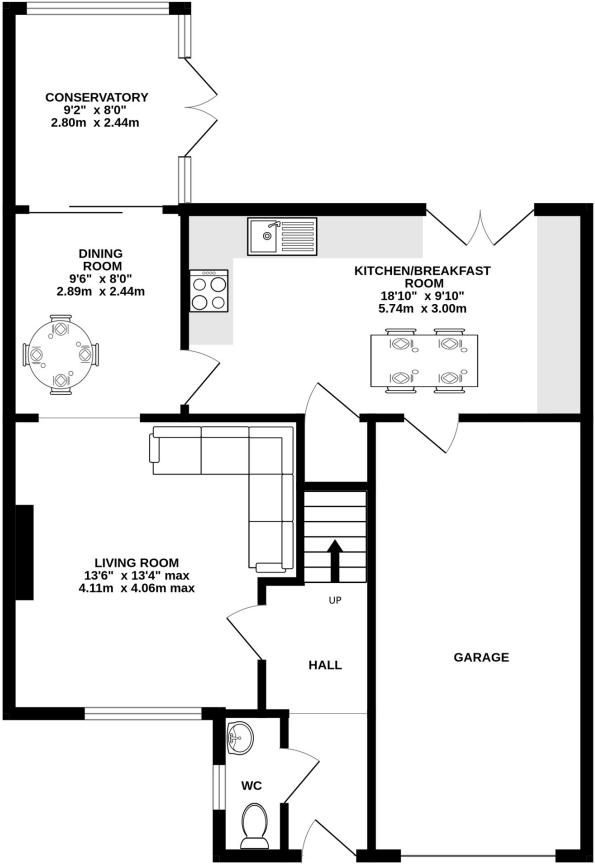 CONSERVATORY
9'2" x 8'0"
2.80m x 2.44m
DINING
ROOM
9'6" x 8'0"
2.89m x 2.44m
KITCHEN/BREAKFAST
ROOM
18'10" x 9'10"
5.74m x 3.00m
LIVING ROOM
13'6" x 13'4" max
4.11m x 4.06m max
UP
HALL
GARAGE
WC